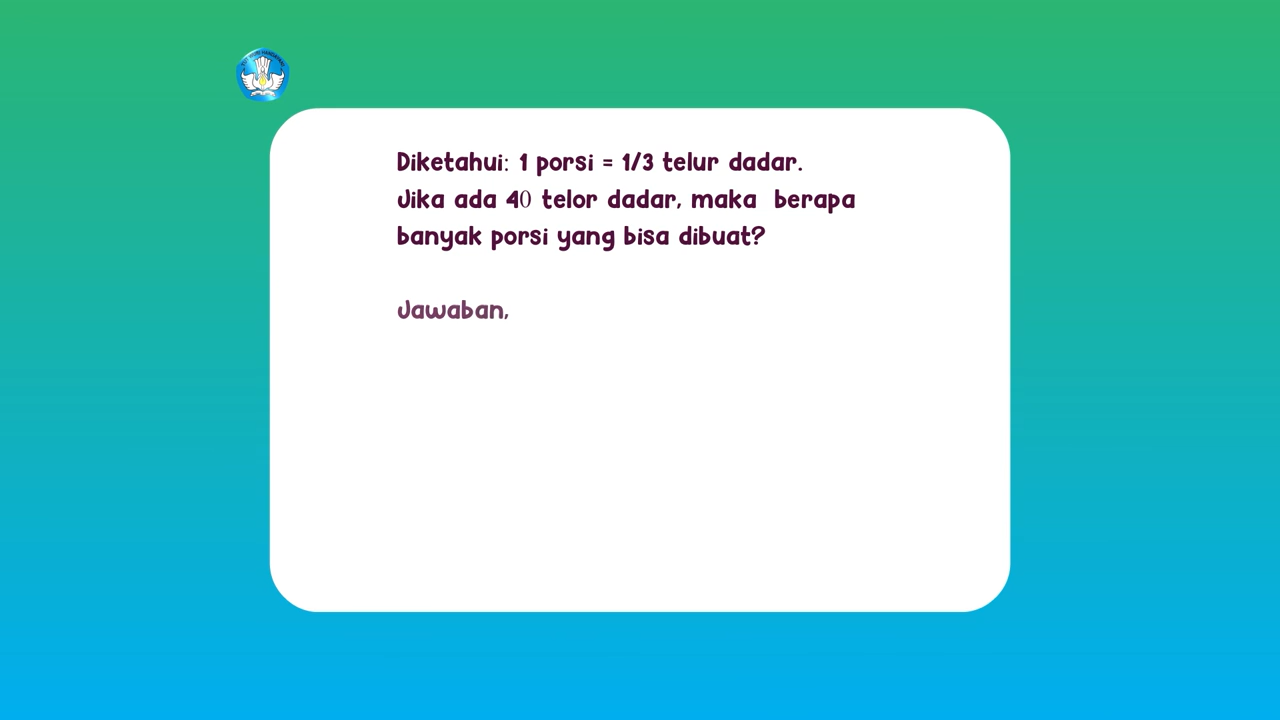 Diketahui: 1 porsi = 1/3 telur dadar.
Jika ada 40 telor dadar, maka berapa
banyak porsi yang bisa dibuat?
Jawaban,